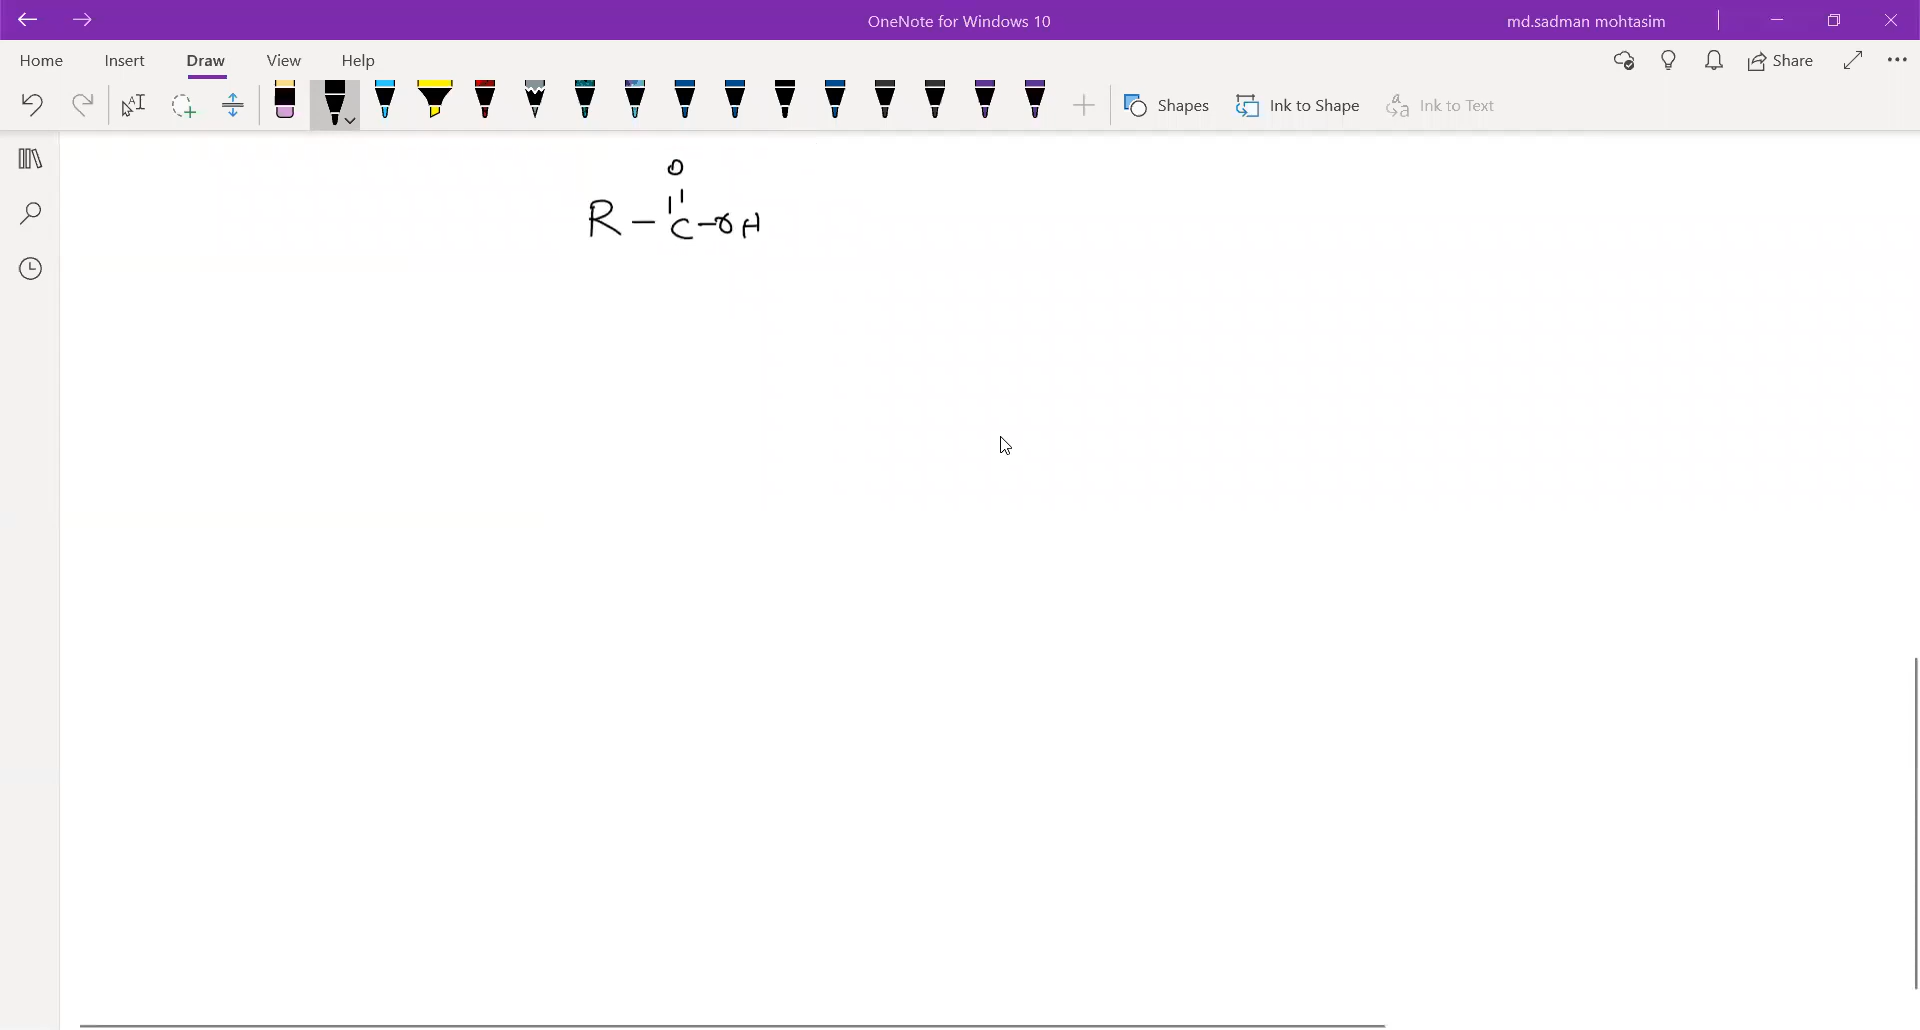 OneNote for Windows 10
md.sadman mohtasim
Home Insert Draw View Help
Share
Shapes Ink to Shape Ink to Text
O
R - C - OH